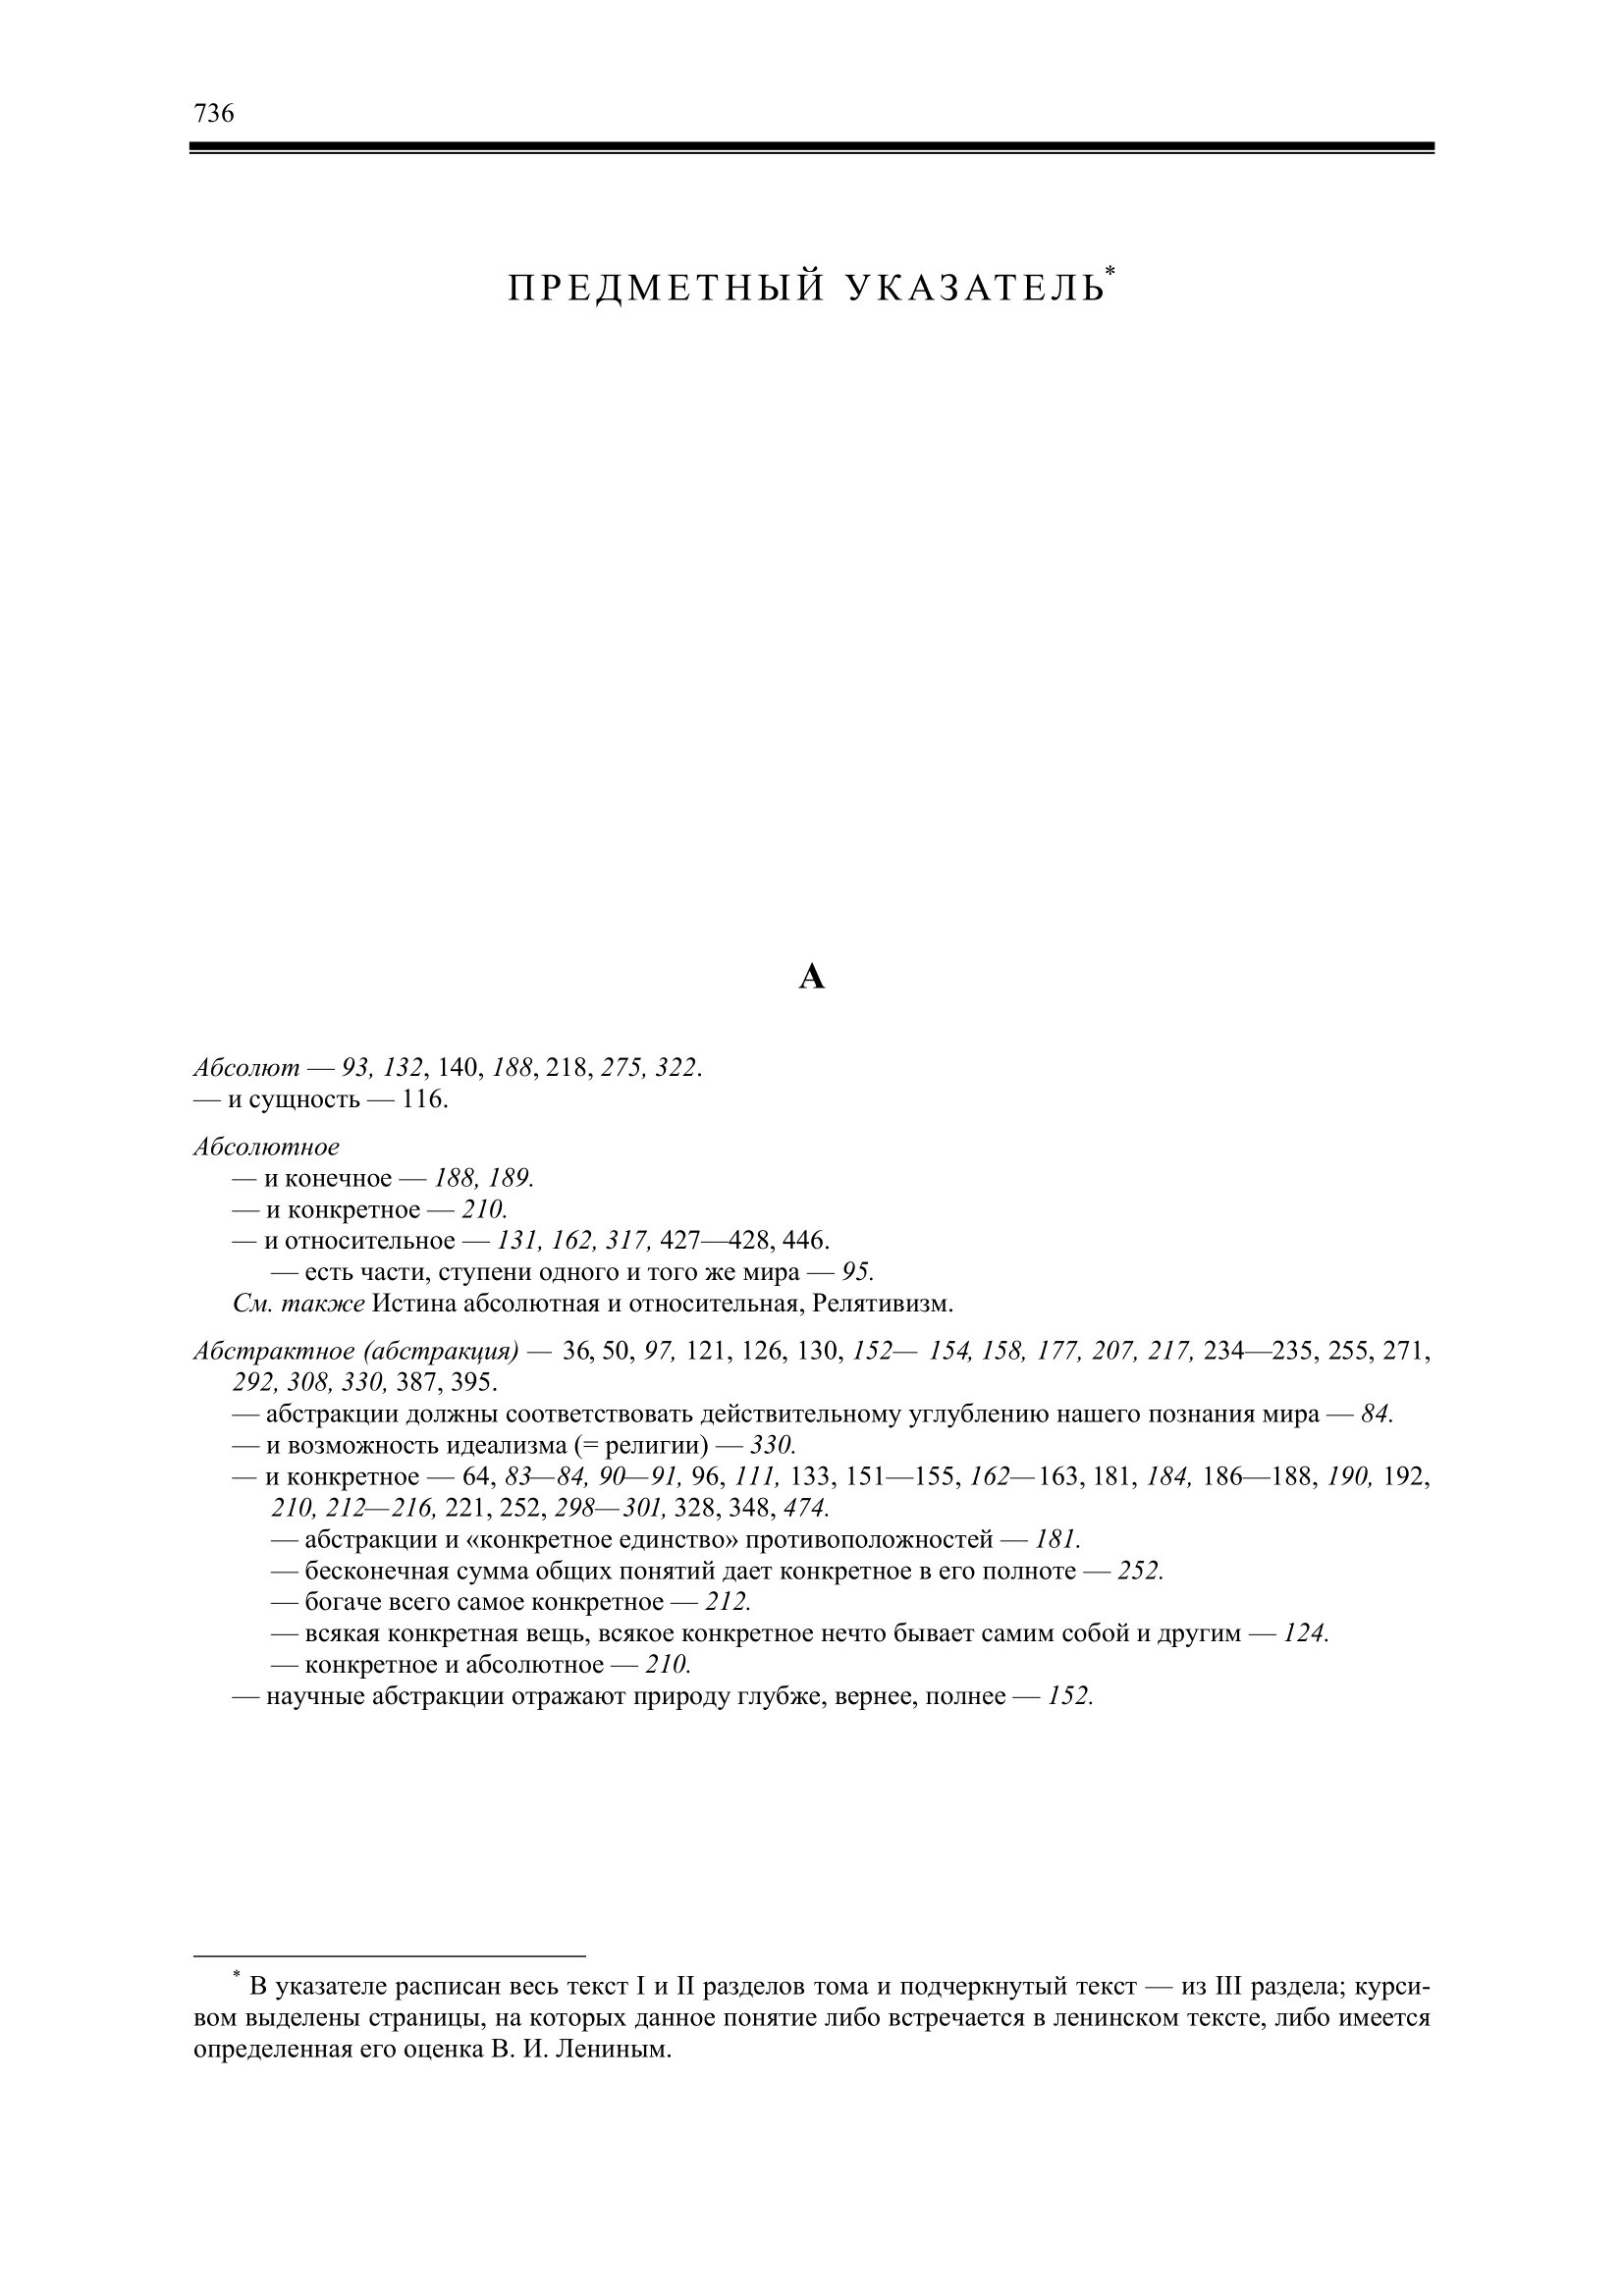 736
ПРЕДМЕТНЫЙ УКАЗАТЕЛЬ*
А
Абсолют — 93, 132, 140, 188, 218, 275, 322.
— и сущность — 116.
Абсолютное
— и конечное — 188, 189.
— и конкретное — 210.
— и относительное — 131, 162, 317, 427—428, 446.
— есть части, ступени одного и того же мира — 95.
См. также Истина абсолютная и относительная, Релятивизм.
Абстрактное (абстракция) — 36, 50, 97, 121, 126, 130, 152— 154, 158, 177, 207, 217, 234—235, 255, 271,
292, 308, 330, 387, 395.
— абстракции должны соответствовать действительному углублению нашего познания мира — 84.
— и возможность идеализма (= религии) — 330.
— и конкретное — 64, 83—84, 90—91, 96, 111, 133, 151—155, 162—163, 181, 184, 186—188, 190, 192,
210, 212—216, 221, 252, 298—301, 328, 348, 474.
— абстракции и «конкретное единство» противоположностей — 181.
— бесконечная сумма общих понятий дает конкретное в его полноте — 252.
— богаче всего самое конкретное — 212.
— всякая конкретная вещь, всякое конкретное нечто бывает самим собой и другим — 124.
— конкретное и абсолютное — 210.
— научные абстракции отражают природу глубже, вернее, полнее — 152.
* В указателе расписан весь текст I и II разделов тома и подчеркнутый текст — из III раздела; курси-
вом выделены страницы, на которых данное понятие либо встречается в ленинском тексте, либо имеется
определенная его оценка В. И. Лениным.